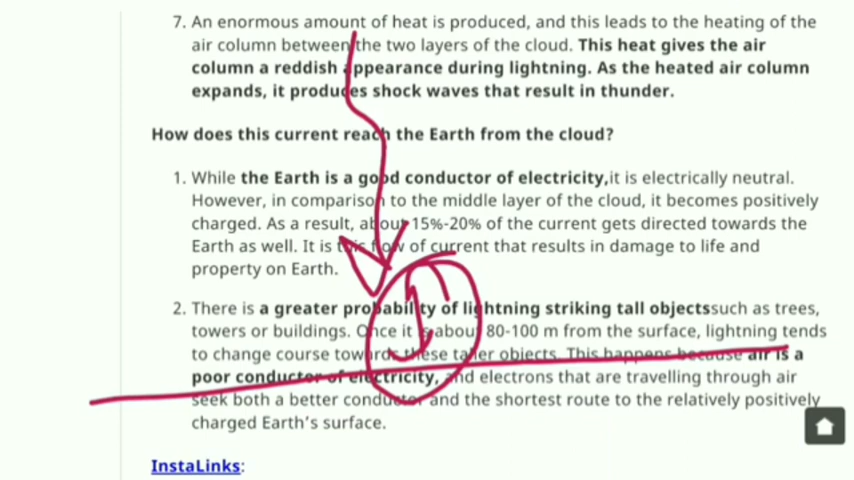 7. An enormous amount of heat is produced, and this leads to the heating of the
air column between the two layers of the cloud. This heat gives the air
column a reddish appearance during lightning. As the heated air column
expands, it produces shock waves that result in thunder.
How does this current reach the Earth from the cloud?
1. While the Earth is a good conductor of electricity,it is electrically neutral.
However, in comparison to the middle layer of the cloud, it becomes positively
charged. As a result, about 15%-20% of the current gets directed towards the
Earth as well. It is this flow of current that results in damage to life and
property on Earth.
2. There is a greater probability of lightning striking tall objectssuch as trees,
towers or buildings. Once it is about 80-100 m from the surface, lightning tends
to change course towards these taller objects. This happens because air is a
poor conductor of electricity, and electrons that are travelling through air
seek both a better conductor and the shortest route to the relatively positively
charged Earth's surface.
InstaLinks: